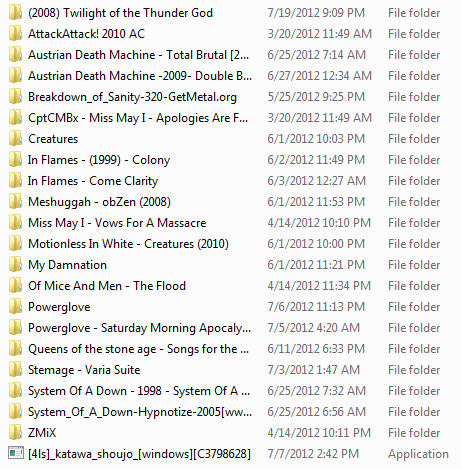 (2008) Twilight of the Thunder God 7/19/2012 9:09 PM File folder
AttackAttack! 2010 AC 3/20/2012 11:49 AM File folder
Austrian Death Machine - Total Brutal [2... 6/25/2012 7:14 AM File folder
Austrian Death Machine -2009- Double B... 6/27/2012 12:34 AM File folder
Breakdown_of_Sanity-320-GetMetal.org 5/25/2012 9:25 PM File folder
CptCMBx - Miss May I - Apologies Are F... 3/20/2012 11:49 AM File folder
Creatures 6/1/2012 10:03 PM File folder
In Flames - (1999) - Colony 6/2/2012 11:49 PM File folder
In Flames - Come Clarity 6/3/2012 12:27 AM File folder
Meshuggah - obZen (2008) 6/1/2012 11:53 PM File folder
Miss May I - Vows For A Massacre 4/14/2012 10:10 PM File folder
Motionless In White - Creatures (2010) 6/1/2012 10:00 PM File folder
My Damnation 6/1/2012 11:21 PM File folder
Of Mice And Men - The Flood 4/14/2012 11:34 PM File folder
Powerglove 7/6/2012 11:13 PM File folder
Powerglove - Saturday Morning Apocaly... 7/5/2012 4:20 AM File folder
Queens of the stone age - Songs for the ... 6/11/2012 6:33 PM File folder
Stemage - Varia Suite 7/3/2012 1:47 AM File folder
System Of A Down - 1998 - System Of A ... 6/25/2012 7:32 AM File folder
System_Of_A_Down-Hypnotize-2005[ww... 6/25/2012 6:56 AM File folder
ZMiX 4/14/2012 10:11 PM File folder
[4ls]_katawa_shoujo_[windows][C3798628] 7/7/2012 2:42 PM Application